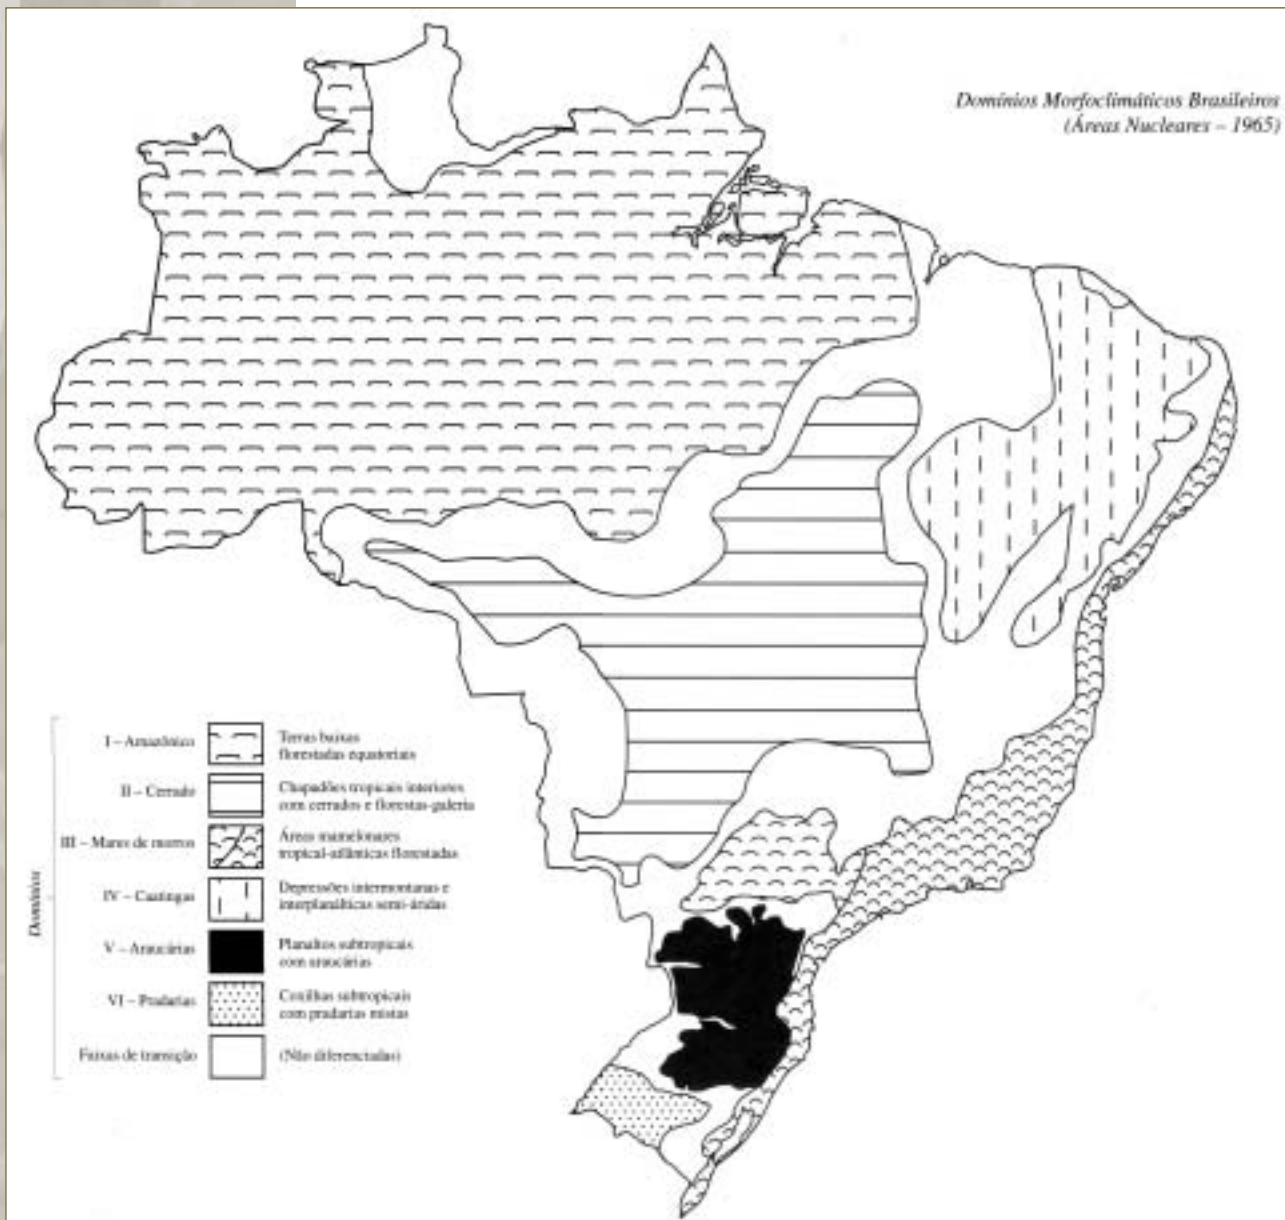 Domínios Morfoclimáticos Brasileiros
(Áreas Nucleares – 1965)
Domínios
I – Amazônico
Terras baixas
florestadas equatoriais
II – Cerrado
Chapadões tropicais interiores
com cerrados e florestas-galeria
III – Mares de morros
Áreas mamelonares
tropical-atlânticas florestadas
IV – Caatingas
Depressões intermontanas e
interplanálticas semi-áridas
V – Araucárias
Planaltos subtropicais
com araucárias
VI – Pradarias
Coxilhas subtropicais
com pradarias mistas
Faixas de transição
(Não diferenciadas)